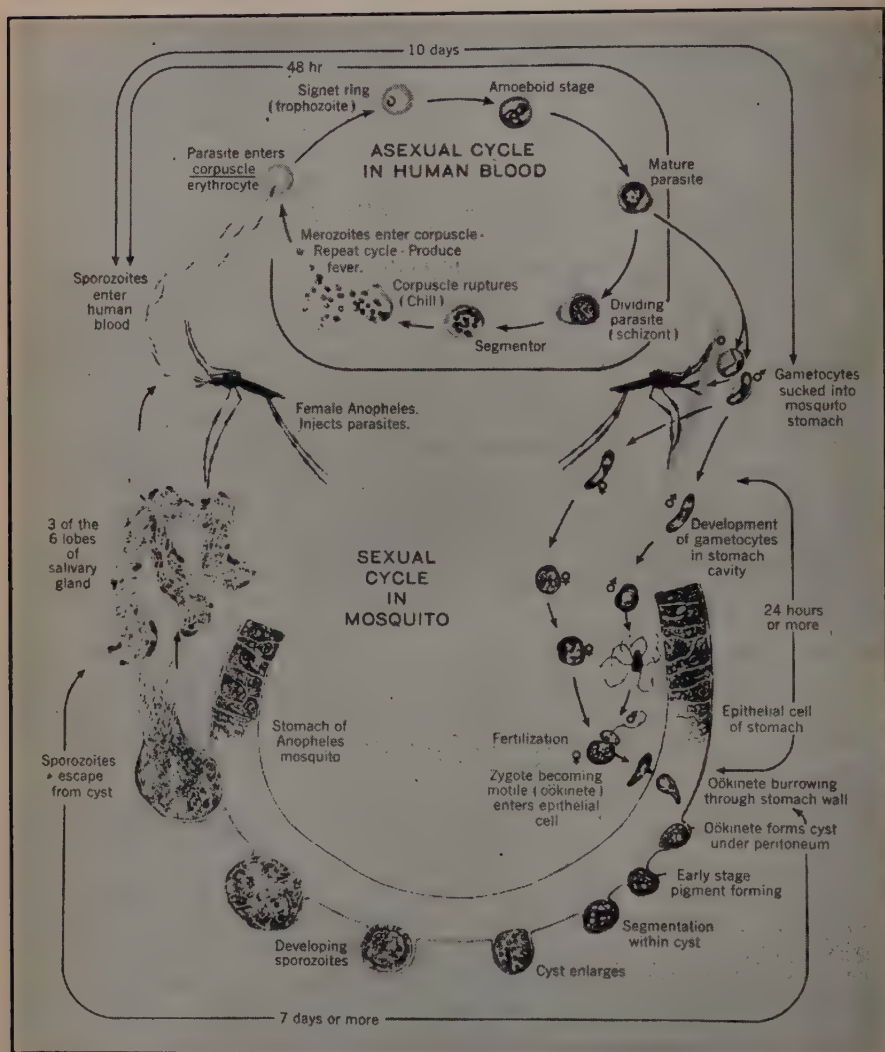 10 days
48 hr
Signet ring
(trophozoite)
Amoeboid stage
Parasite enters
corpuscle
erythrocyte
ASEXUAL CYCLE
IN HUMAN BLOOD
Mature
parasite
Merozoites enter corpuscle -
Repeat cycle - Produce
fever.
Sporozoites
enter
human
blood
Corpuscle ruptures
(Chill)
Segmentor
Dividing
parasite
(schizont)
♀
♂
Gametocytes
sucked into
mosquito
stomach
Female Anopheles.
Injects parasites.
♀
♂
3 of the
6 lobes
of
salivary
gland
SEXUAL
CYCLE
IN
MOSQUITO
Development
of gametocytes
in stomach
cavity
♀
♂
24 hours
or more
♀
Stomach of
Anopheles
mosquito
Epithelial cell
of stomach
♂
Fertilization
♀
Sporozoites
escape
from cyst
Zygote becoming
motile (oökinete)
enters epithelial
cell
Oökinete burrowing
through stomach wall
Oökinete forms cyst
under peritoneum
Early stage
pigment forming
Segmentation
within cyst
Developing
sporozoites
Cyst enlarges
7 days or more